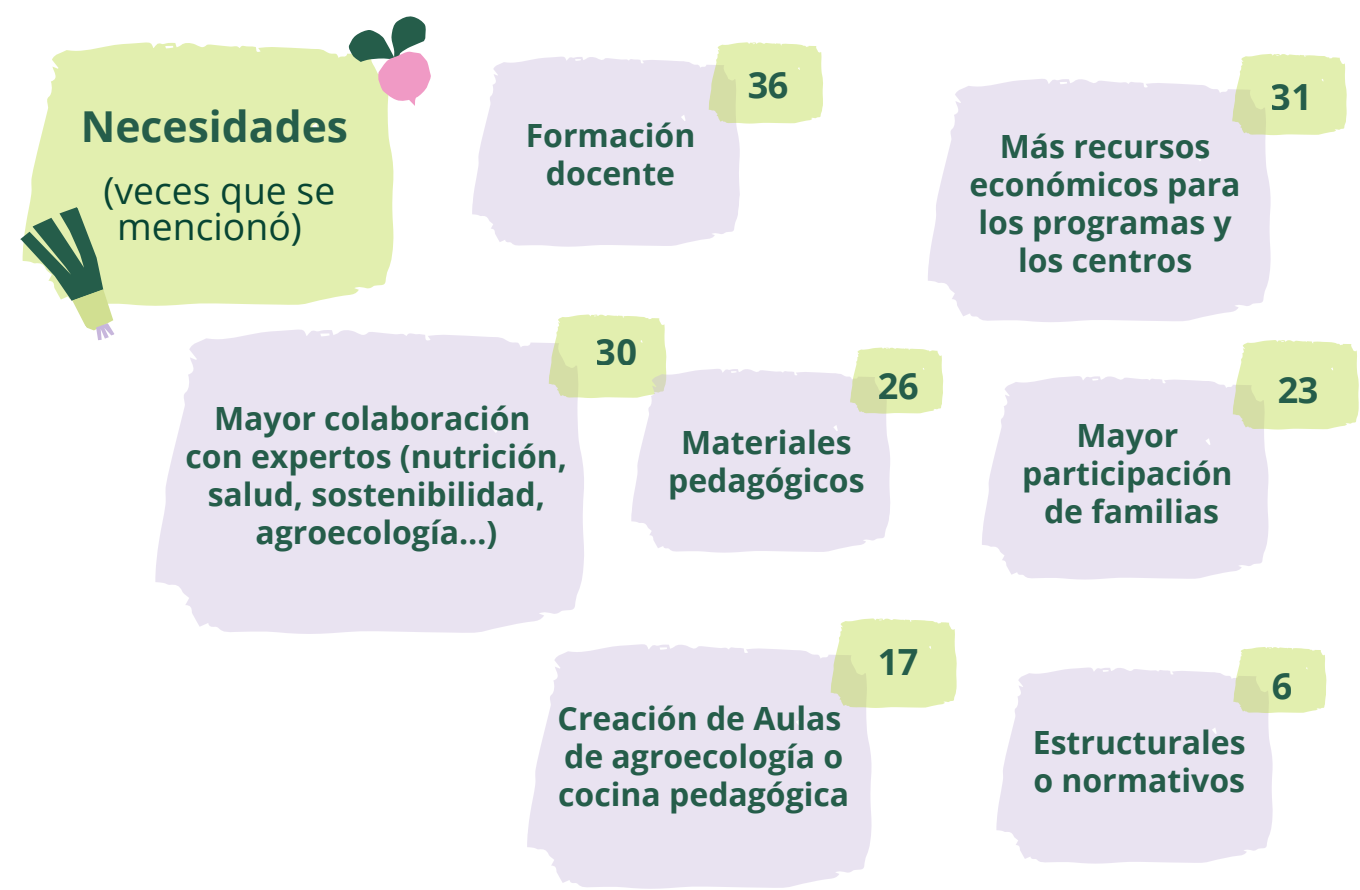 Necesidades
(veces que se
mencionó)
36
Formación
docente
31
Más recursos
económicos para
los programas y
los centros
30
Mayor colaboración
con expertos (nutrición,
salud, sostenibilidad,
agroecología...)
26
Materiales
pedagógicos
23
Mayor
participación
de familias
17
Creación de Aulas
de agroecología o
cocina pedagógica
6
Estructurales
o normativos